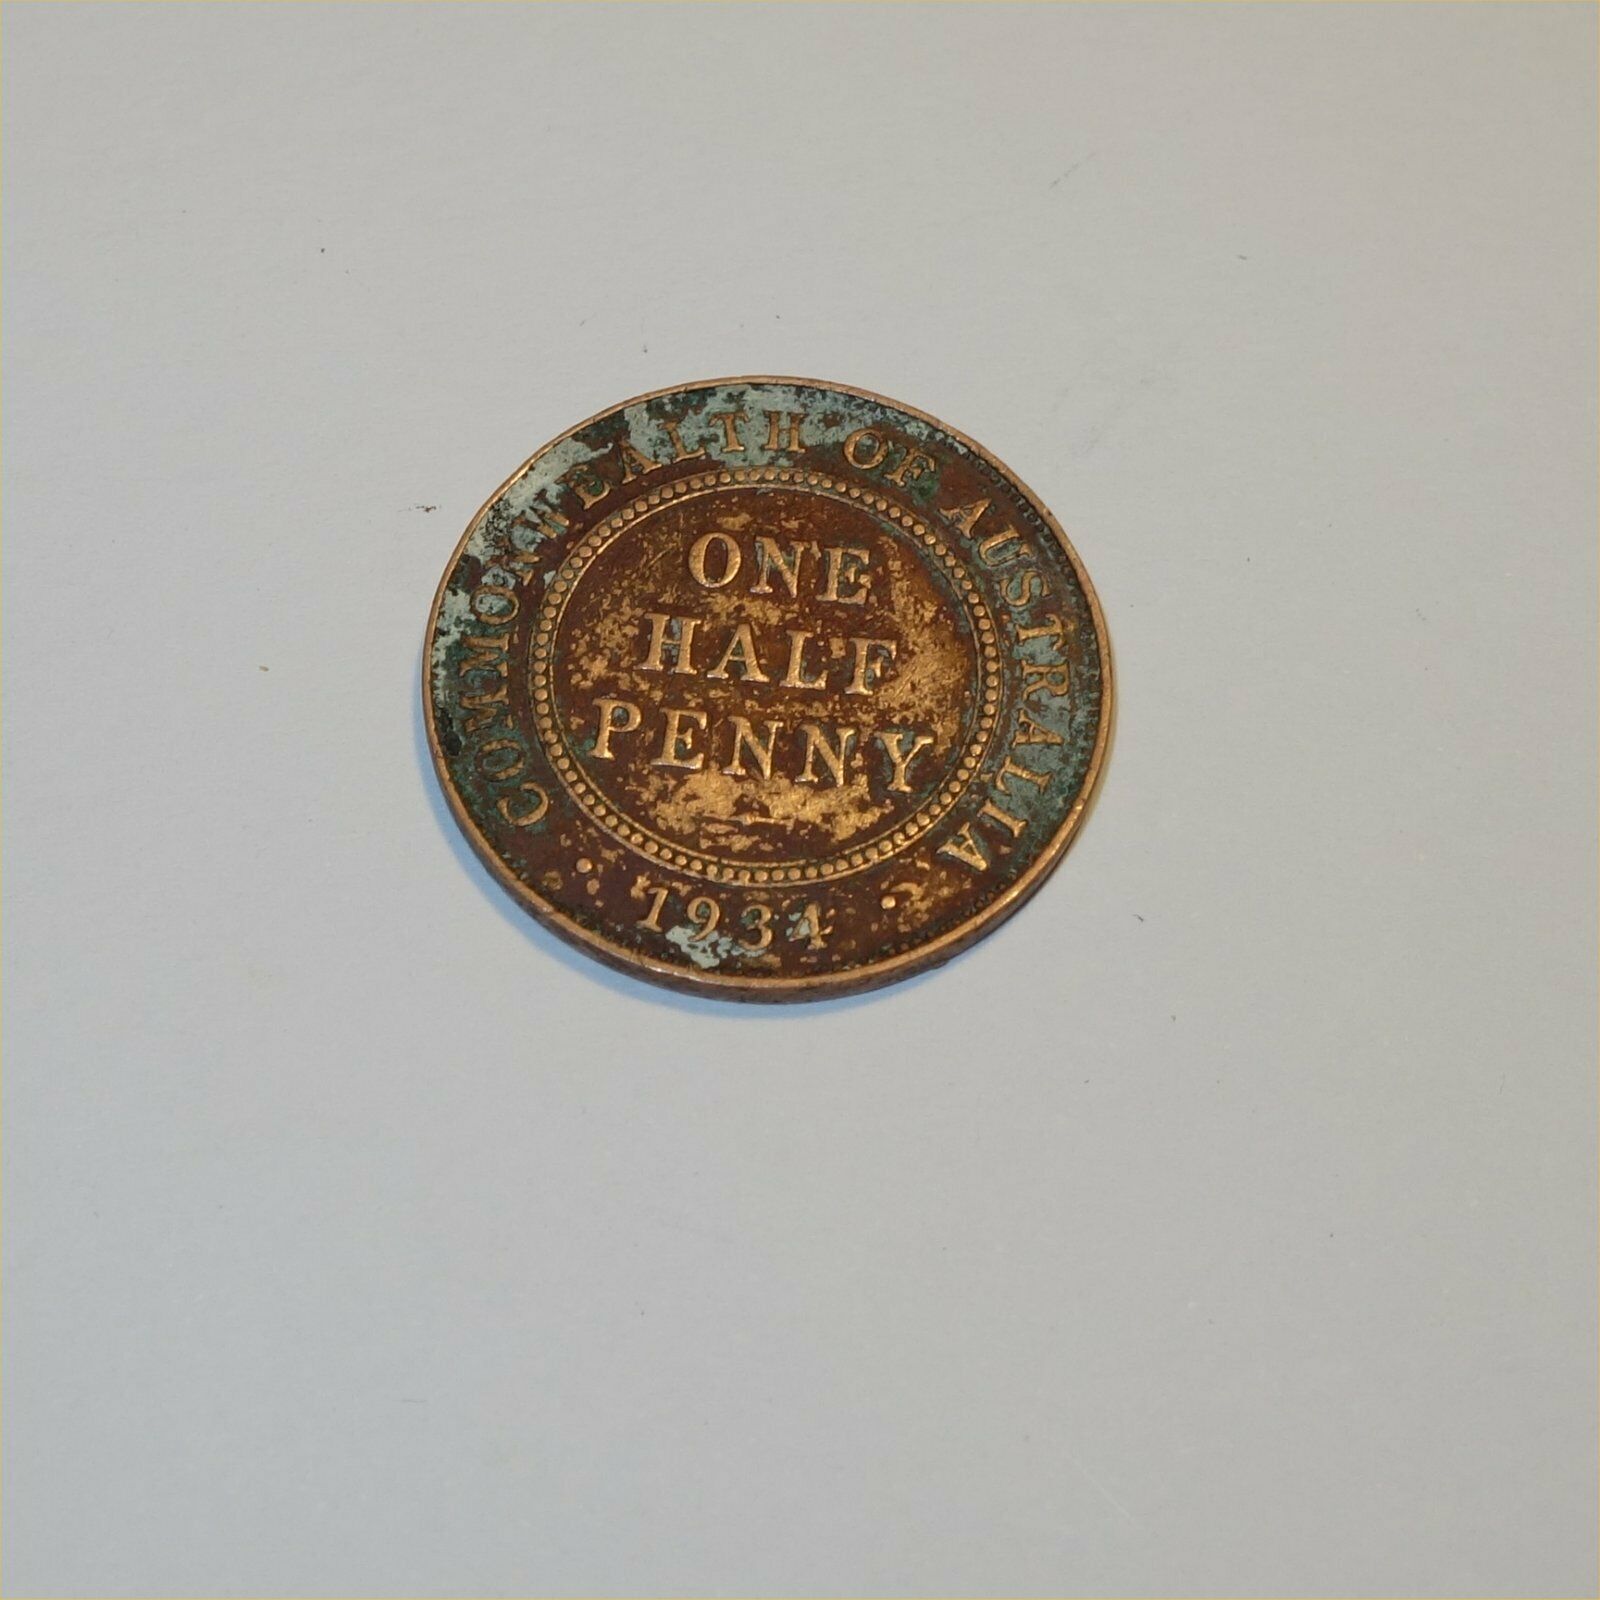 COMMONWEALTH OF AUSTRALIA
ONE
HALF
PENNY
1934